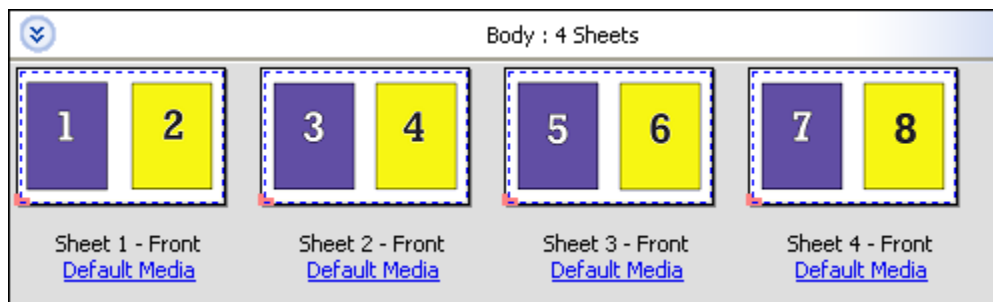 Body : 4 Sheets
1 2 3 4 5 6 7 8
Sheet 1 - Front Sheet 2 - Front Sheet 3 - Front Sheet 4 - Front
Default Media Default Media Default Media Default Media